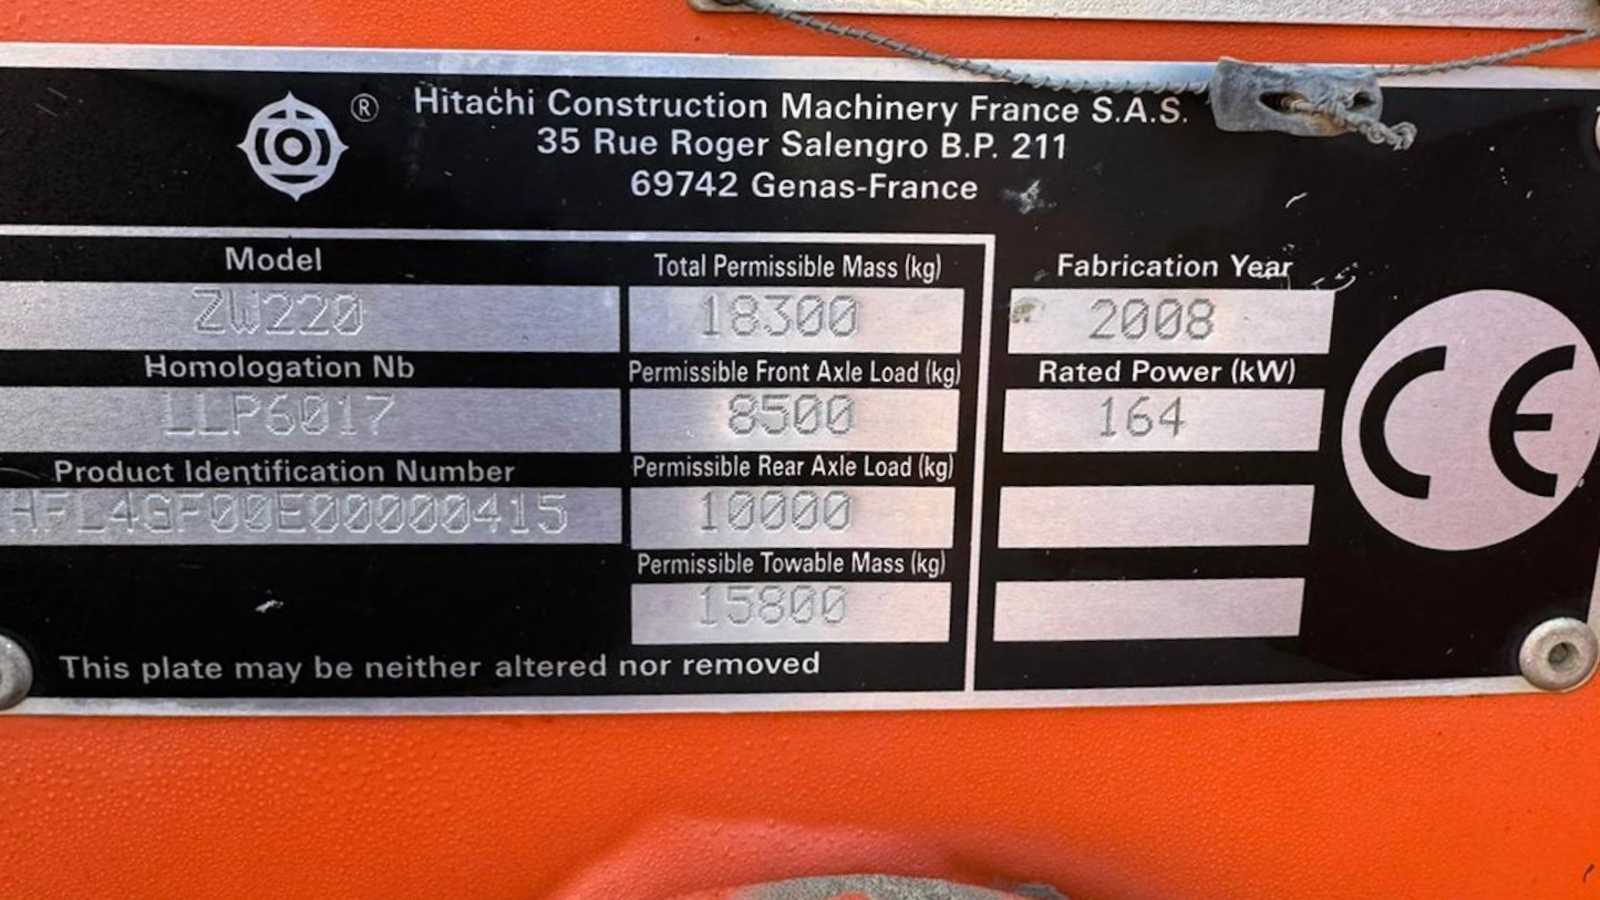 ® Hitachi Construction Machinery France S.A.S.
35 Rue Roger Salengro B.P. 211
69742 Genas-France
Model
ZW220
Homologation Nb
LLP6017
Product Identification Number
HFL4GF00E00000415
Total Permissible Mass (kg)
18300
Permissible Front Axle Load (kg)
8500
Permissible Rear Axle Load (kg)
10000
Permissible Towable Mass (kg)
15800
Fabrication Year
2008
Rated Power (kW)
164
CE
This plate may be neither altered nor removed